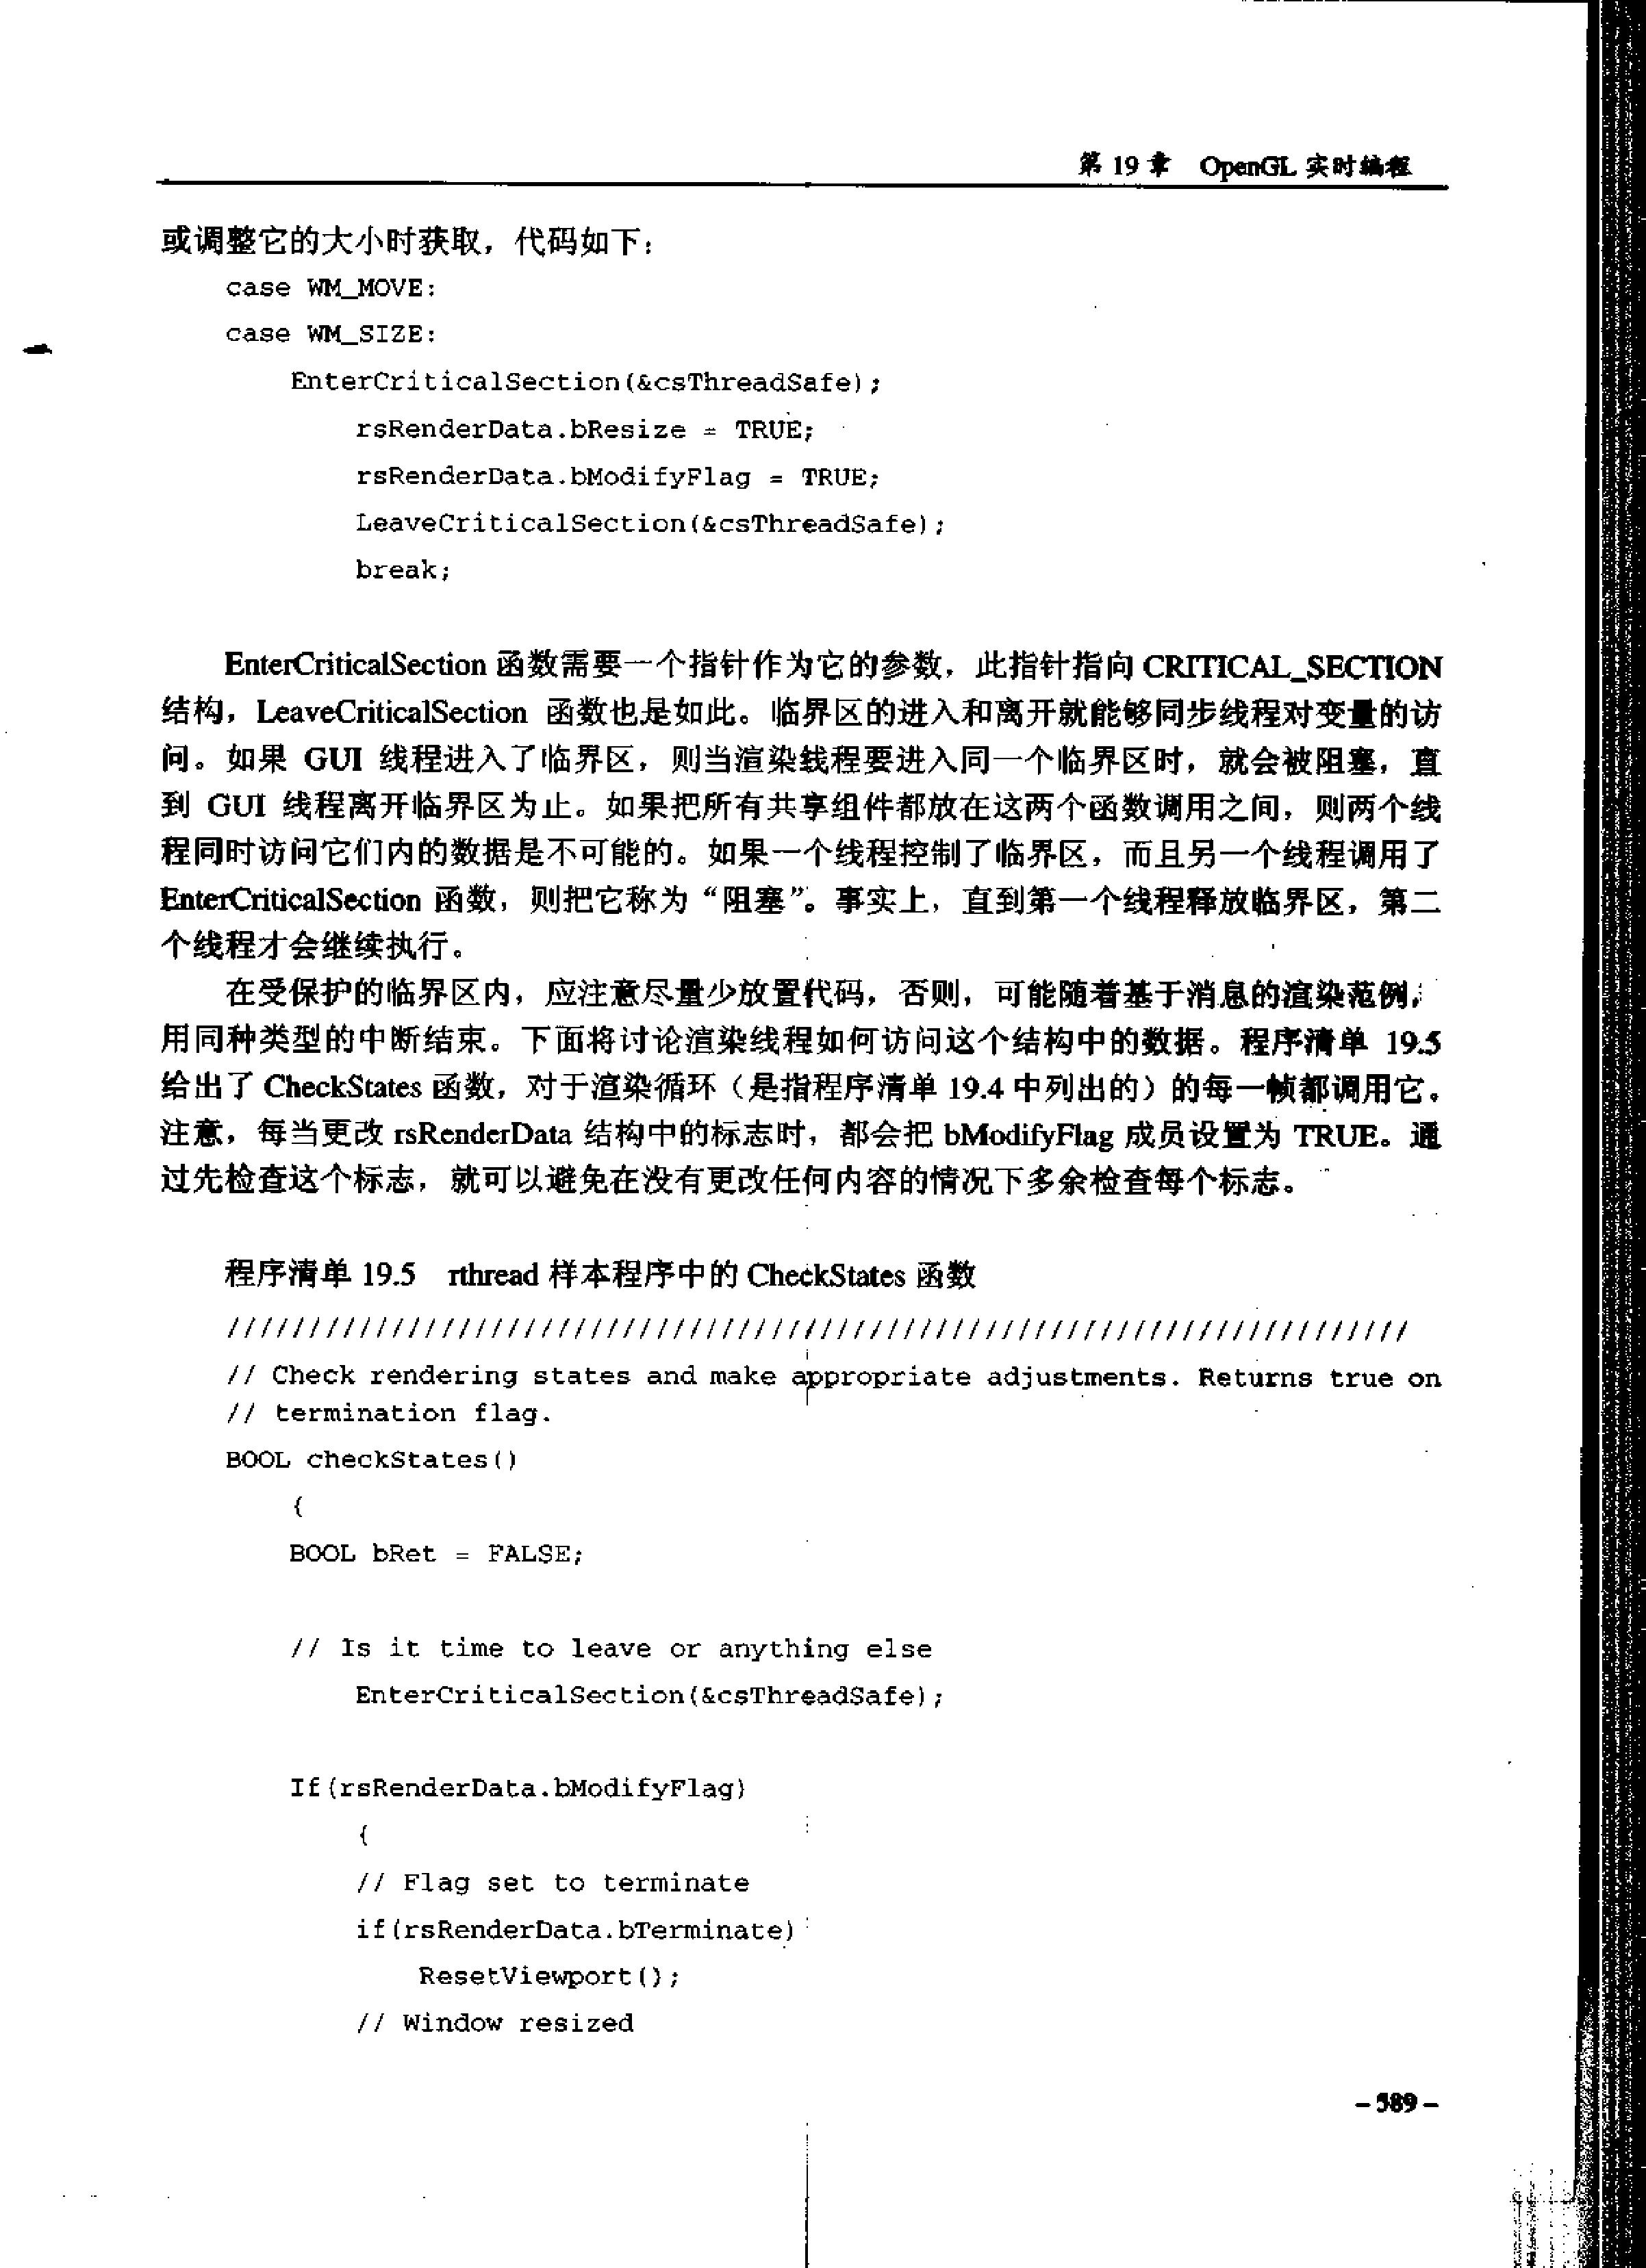 第 19 章 OpenGL 实时编程
或调整它的大小时获取，代码如下：
case WM_MOVE:
case WM_SIZE:
EnterCriticalSection(&csThreadSafe);
rsRenderData.bResize = TRUE;
rsRenderData.bModifyFlag = TRUE;
LeaveCriticalSection(&csThreadSafe);
break;
EnterCriticalSection 函数需要一个指针作为它的参数，此指针指向 CRITICAL_SECTION
结构，LeaveCriticalSection 函数也是如此。临界区的进入和离开就能够同步线程对变量的访
问。如果 GUI 线程进入了临界区，则当渲染线程要进入同一个临界区时，就会被阻塞，直
到 GUI 线程离开临界区为止。如果把所有共享组件都放在这两个函数调用之间，则两个线
程同时访问它们内的数据是不可能的。如果一个线程控制了临界区，而且另一个线程调用了
EnterCriticalSection 函数，则把它称为“阻塞”。事实上，直到第一个线程释放临界区，第二
个线程才会继续执行。
在受保护的临界区内，应注意尽量少放置代码，否则，可能随着基于消息的渲染范例，
用同种类型的中断结束。下面将讨论渲染线程如何访问这个结构中的数据。程序清单 19.5
给出了 CheckStates 函数，对于渲染循环（是指程序清单 19.4 中列出的）的每一帧都调用它。
注意，每当更改 rsRenderData 结构中的标志时，都会把 bModifyFlag 成员设置为 TRUE。通
过先检查这个标志，就可以避免在没有更改任何内容的情况下多余检查每个标志。
程序清单 19.5 rthread 样本程序中的 CheckStates 函数
////////////////////////////////////////////////////////////////////////
// Check rendering states and make appropriate adjustments. Returns true on
// termination flag.
BOOL checkStates()
{
BOOL bRet = FALSE;
// Is it time to leave or anything else
EnterCriticalSection(&csThreadSafe);
If(rsRenderData.bModifyFlag)
{
// Flag set to terminate
if(rsRenderData.bTerminate)
ResetViewport();
// Window resized
– 589 –